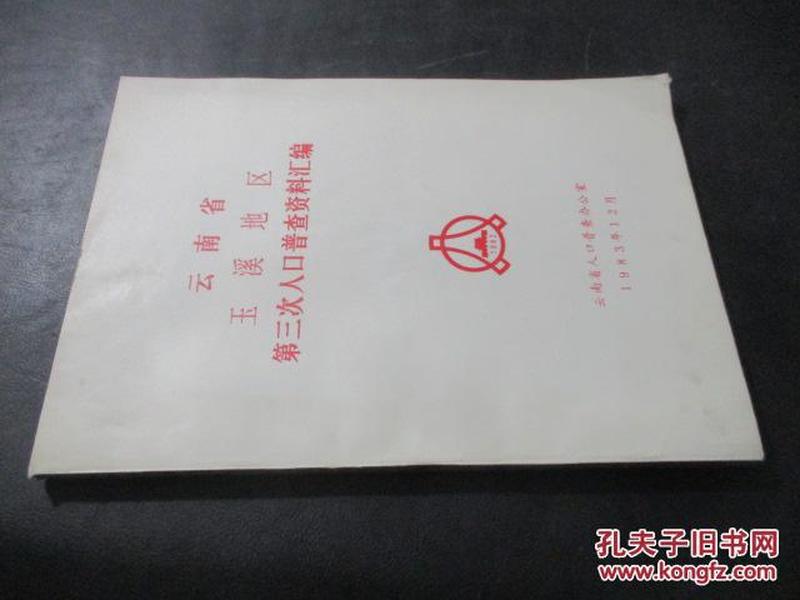 云南省
玉溪地区
第三次人口普查资料汇编
1982
云南省人口普查办公室
1983年12月
孔夫子旧书网
www.kongfz.com